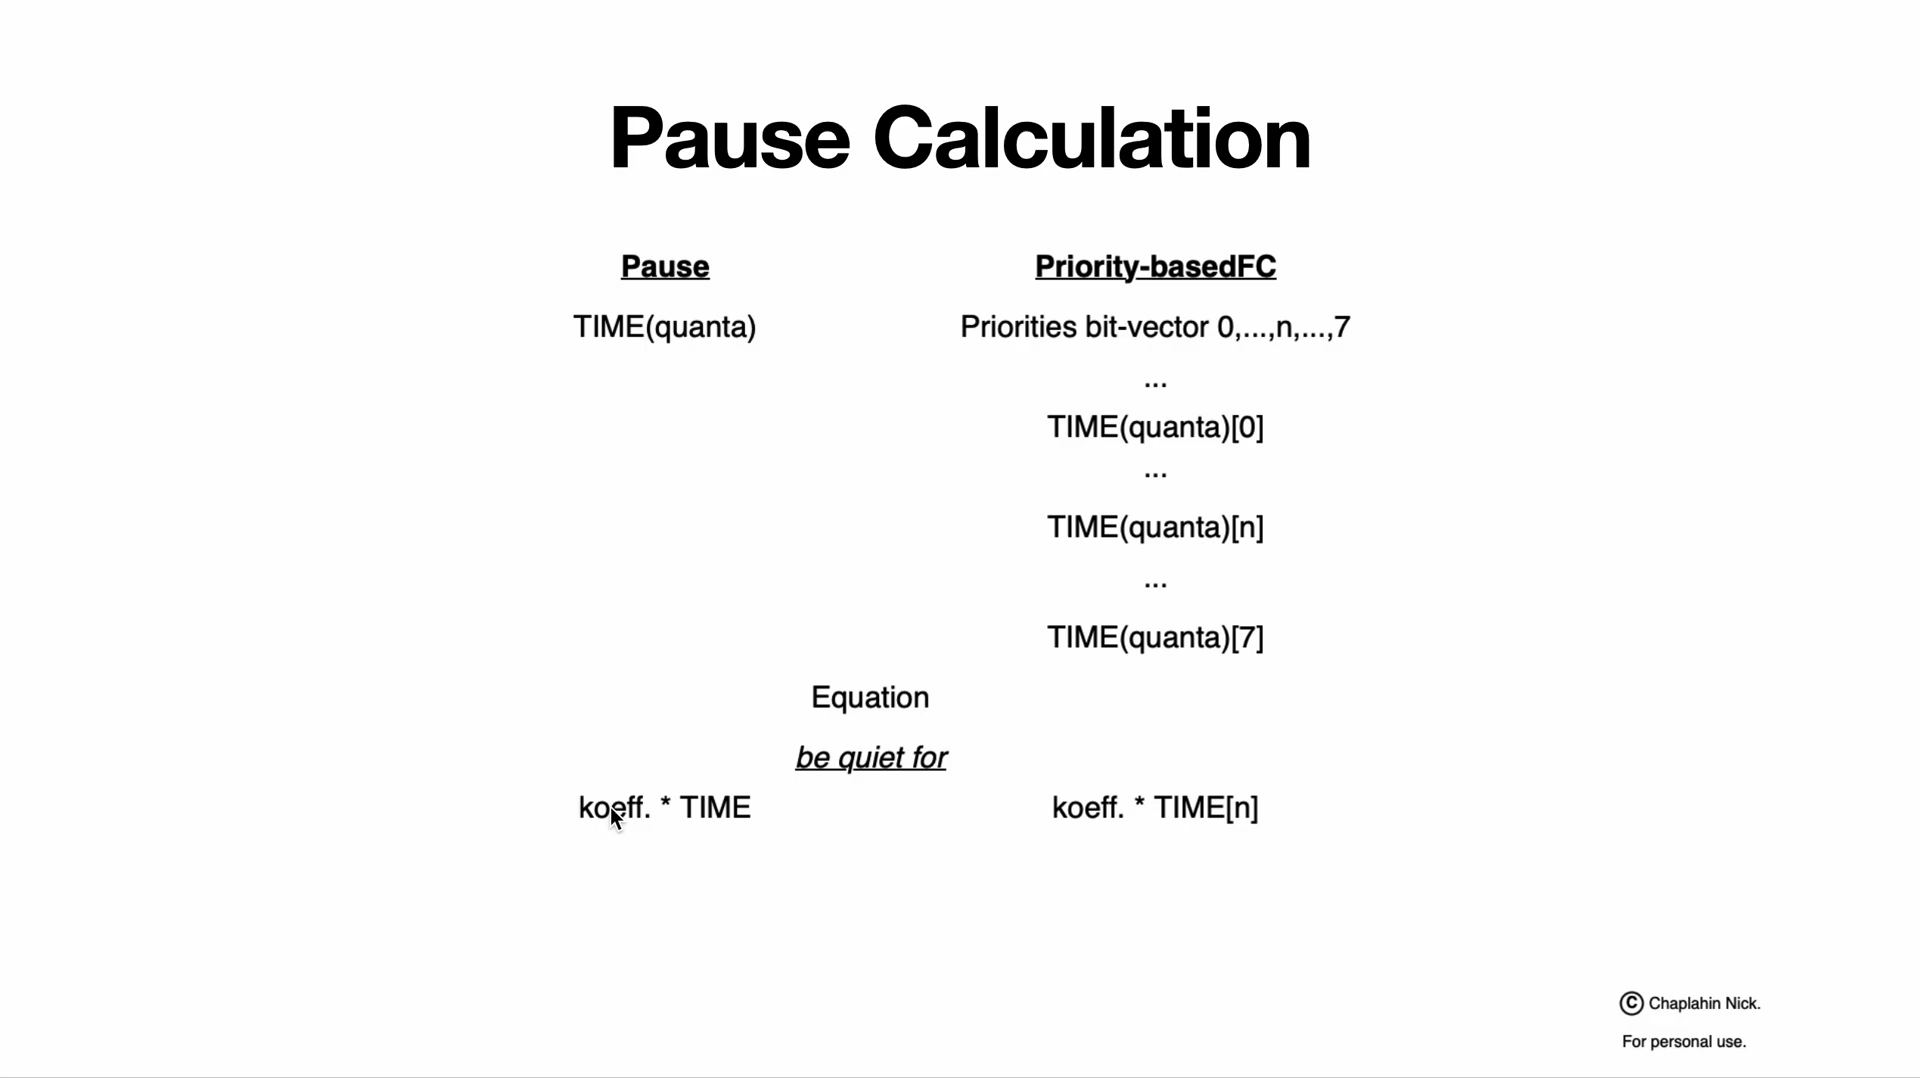 Pause Calculation
Pause
Priority-basedFC
TIME(quanta)
Priorities bit-vector 0,...,n,...,7
...
TIME(quanta)[0]
...
TIME(quanta)[n]
...
TIME(quanta)[7]
Equation
be quiet for
koeff. * TIME
koeff. * TIME[n]
© Chaplahin Nick.
For personal use.